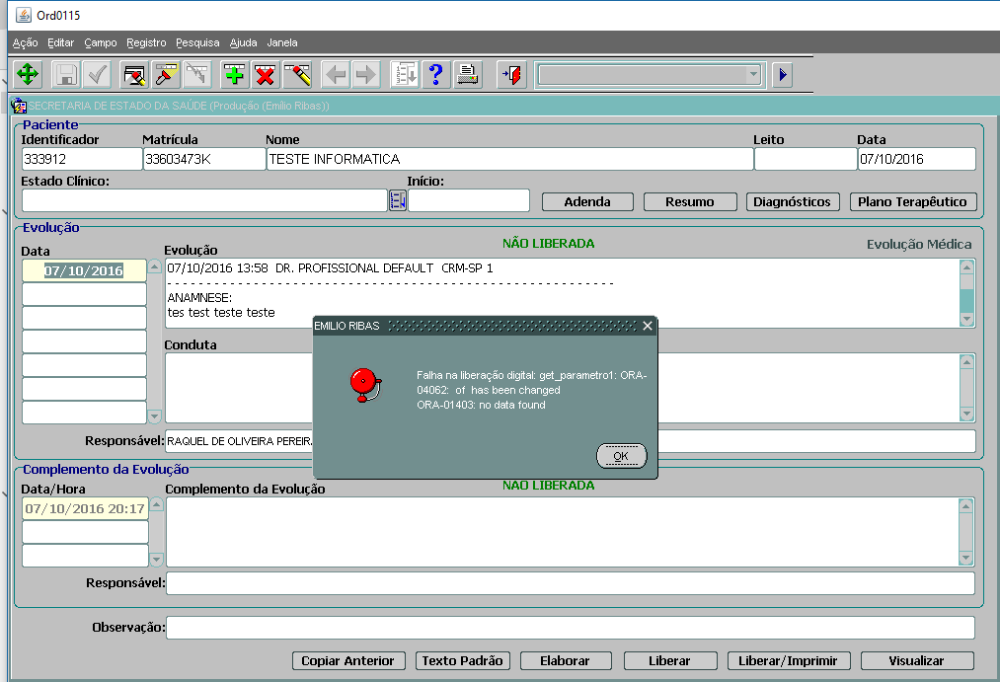 Ord0115
Ação Editar Campo Registro Pesquisa Ajuda Janela
SECRETARIA DE ESTADO DA SAÚDE (Produção (Emilio Ribas))
Paciente
Identificador Matrícula Nome Leito Data
333912 33603473K TESTE INFORMATICA 07/10/2016
Estado Clínico: Início:
Adenda Resumo Diagnósticos Plano Terapêutico
Evolução
NÃO LIBERADA Evolução Médica
Data Evolução
07/10/2016
07/10/2016 13:58 DR. PROFISSIONAL DEFAULT CRM-SP 1
- - - - - - - - - - - - - - - - - - - - - - - - - - - - - - - - - - - - - - - - - - - - - - - - - - - - - - - - -
ANAMNESE:
tes test teste teste
EMILIO RIBAS
Conduta
Falha na liberação digital: get_parametro1: ORA-
04062: of has been changed
ORA-01403: no data found
OK
Responsável: RAQUEL DE OLIVEIRA PEREIR
Complemento da Evolução
Data/Hora Complemento da Evolução NÃO LIBERADA
07/10/2016 20:17
Responsável:
Observação:
Copiar Anterior Texto Padrão Elaborar Liberar Liberar/Imprimir Visualizar